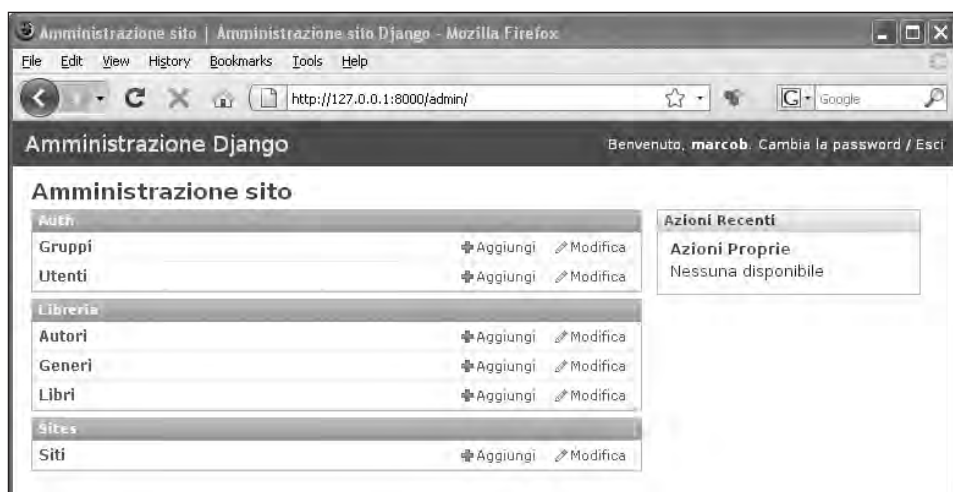 Amministrazione sito | Amministrazione sito Django - Mozilla Firefox
File Edit View History Bookmarks Tools Help
http://127.0.0.1:8000/admin/
G Google
Amministrazione Django
Benvenuto, marcob. Cambia la password / Esci
Amministrazione sito
Auth
Gruppi Aggiungi Modifica
Utenti Aggiungi Modifica
Libreria
Autori Aggiungi Modifica
Generi Aggiungi Modifica
Libri Aggiungi Modifica
Sites
Siti Aggiungi Modifica
Azioni Recenti
Azioni Proprie
Nessuna disponibile